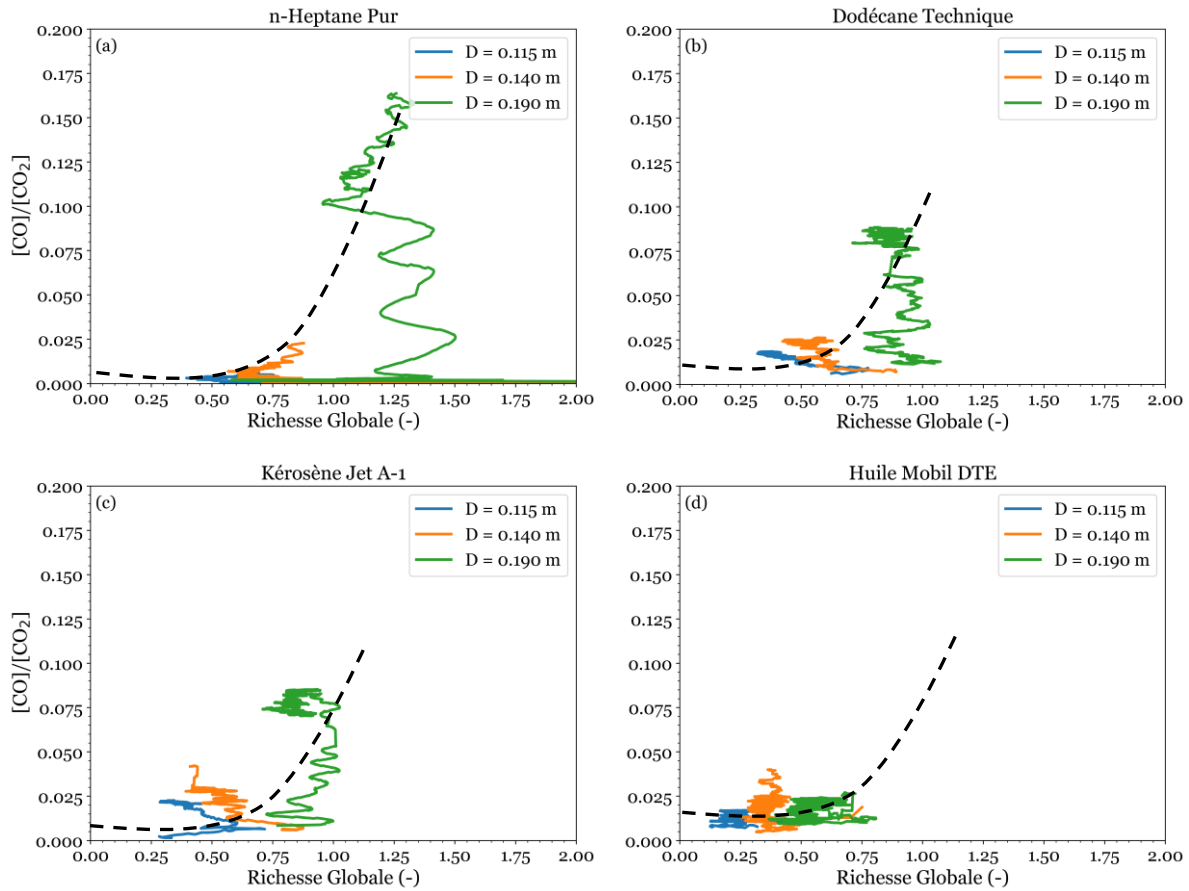 n-Heptane Pur
(a)
D = 0.115 m
D = 0.140 m
D = 0.190 m
0.200
0.175
0.150
0.125
0.100
0.075
0.050
0.025
0.000
[CO]/[CO₂]
0.00 0.25 0.50 0.75 1.00 1.25 1.50 1.75 2.00
Richesse Globale (-)
Dodécane Technique
(b)
D = 0.115 m
D = 0.140 m
D = 0.190 m
0.200
0.175
0.150
0.125
0.100
0.075
0.050
0.025
0.000
0.00 0.25 0.50 0.75 1.00 1.25 1.50 1.75 2.00
Richesse Globale (-)
Kérosène Jet A-1
(c)
D = 0.115 m
D = 0.140 m
D = 0.190 m
0.200
0.175
0.150
0.125
0.100
0.075
0.050
0.025
0.000
[CO]/[CO₂]
0.00 0.25 0.50 0.75 1.00 1.25 1.50 1.75 2.00
Richesse Globale (-)
Huile Mobil DTE
(d)
D = 0.115 m
D = 0.140 m
D = 0.190 m
0.200
0.175
0.150
0.125
0.100
0.075
0.050
0.025
0.000
0.00 0.25 0.50 0.75 1.00 1.25 1.50 1.75 2.00
Richesse Globale (-)